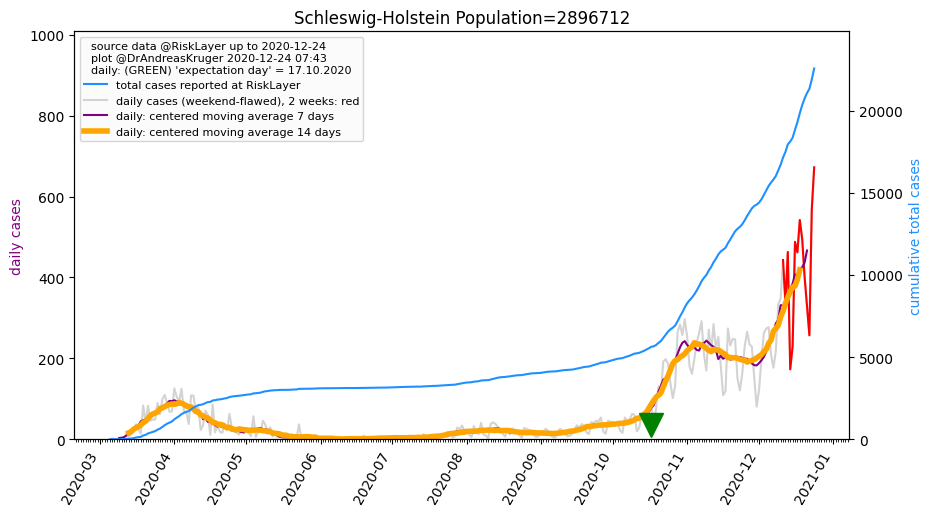 Schleswig-Holstein Population=2896712
source data @RiskLayer up to 2020-12-24
plot @DrAndreasKruger 2020-12-24 07:43
daily: (GREEN) 'expectation day' = 17.10.2020
total cases reported at RiskLayer
daily cases (weekend-flawed), 2 weeks: red
daily: centered moving average 7 days
daily: centered moving average 14 days
daily cases
1000
800
600
400
200
0
cumulative total cases
20000
15000
10000
5000
0
2020-03
2020-04
2020-05
2020-06
2020-07
2020-08
2020-09
2020-10
2020-11
2020-12
2021-01